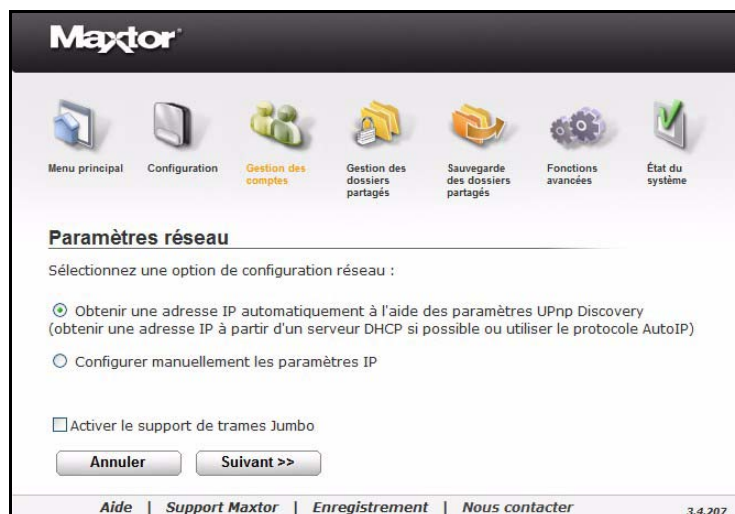 Maxtor
Menu principal
Configuration
Gestion des
comptes
Gestion des
dossiers
partagés
Sauvegarde
des dossiers
partagés
Fonctions
avancées
État du
système
Paramètres réseau
Sélectionnez une option de configuration réseau :
Obtenir une adresse IP automatiquement à l'aide des paramètres UPnp Discovery
(obtenir une adresse IP à partir d'un serveur DHCP si possible ou utiliser le protocole AutoIP)
Configurer manuellement les paramètres IP
Activer le support de trames Jumbo
Annuler
Suivant >>
Aide | Support Maxtor | Enregistrement | Nous contacter
3.4.207